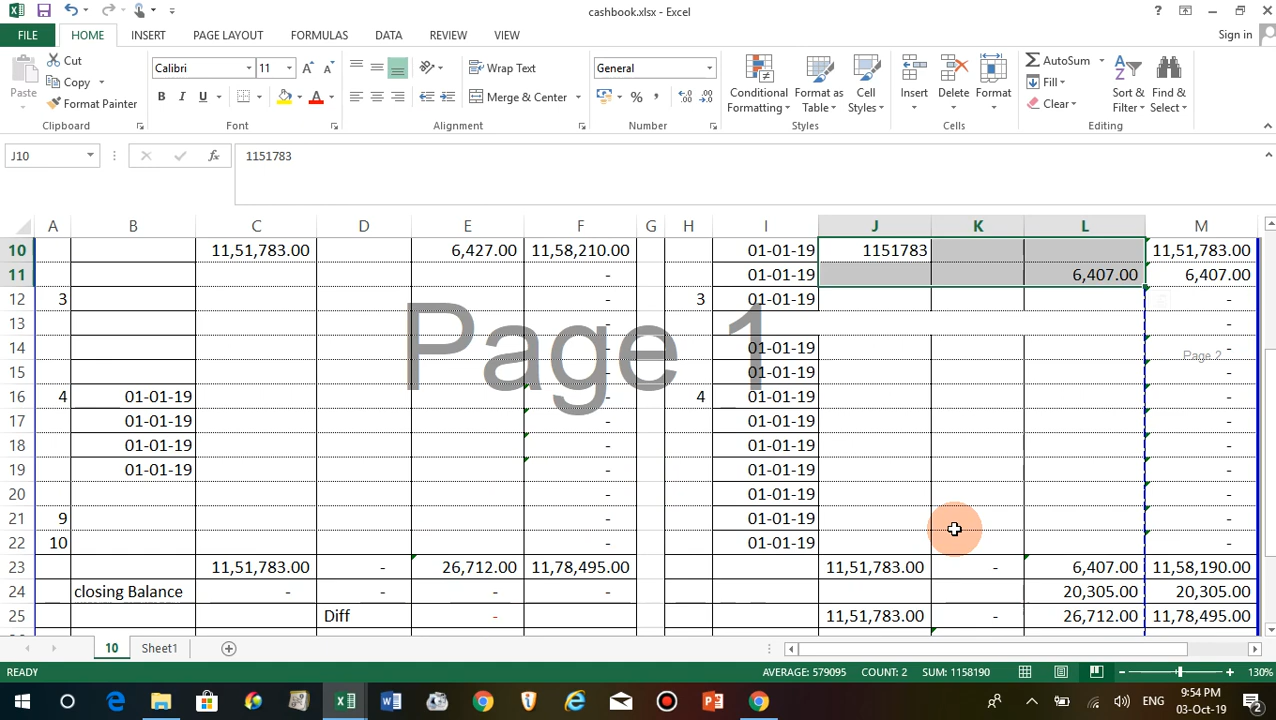 cashbook.xlsx - Excel
? Sign in
FILE HOME INSERT PAGE LAYOUT FORMULAS DATA REVIEW VIEW
Paste Cut Copy Format Painter Clipboard
Calibri 11 A A B I U A Font
Wrap Text Merge & Center Alignment
General % , Number
Conditional Formatting Format as Table Cell Styles Styles
Insert Delete Format Cells
AutoSum Fill Clear Sort & Filter Find & Select Editing
J10 fx 1151783
A B C D E F G H I J K L M
10 11,51,783.00 6,427.00 11,58,210.00 01-01-19 1151783 11,51,783.00
11 - 01-01-19 6,407.00 6,407.00
12 3 - 3 01-01-19 -
13 - -
Page 1
14 - 01-01-19 Page 2 -
15 - 01-01-19 -
16 4 01-01-19 - 4 01-01-19 -
17 01-01-19 - 01-01-19 -
18 01-01-19 - 01-01-19 -
19 01-01-19 - 01-01-19 -
20 - 01-01-19 -
21 9 - 01-01-19 -
22 10 - 01-01-19 -
23 11,51,783.00 - 26,712.00 11,78,495.00 11,51,783.00 - 6,407.00 11,58,190.00
24 closing Balance - - - - 20,305.00 20,305.00
25 Diff - 11,51,783.00 - 26,712.00 11,78,495.00
10 Sheet1
READY AVERAGE: 579095 COUNT: 2 SUM: 1158190 130%
ENG 9:54 PM
03-Oct-19 2